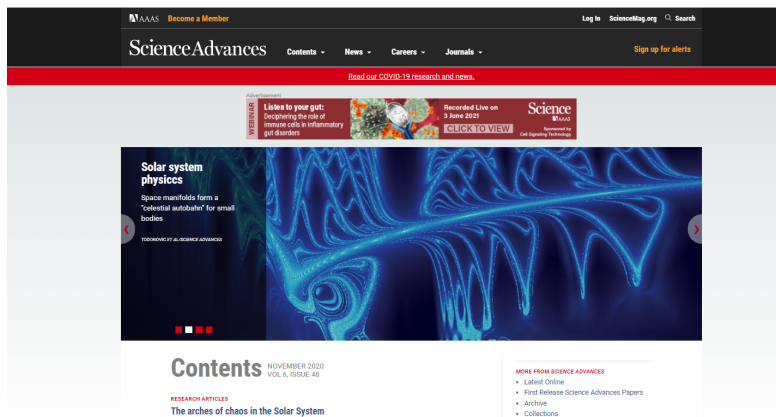 AAAS Become a Member
Log In ScienceMag.org Search
Science Advances
Contents News Careers Journals
Sign up for alerts
Read our COVID-19 research and news.
Advertisement
WEBINAR
Listen to your gut:
Deciphering the role of
immune cells in inflammatory
gut disorders
Recorded Live on
3 June 2021
CLICK TO VIEW
Science
AAAS
Sponsored by
Cell Signaling Technology
Solar system
physiccs
Space manifolds form a
"celestial autobahn" for small
bodies
TODOROVIC ET AL/SCIENCE ADVANCES
Contents
NOVEMBER 2020
VOL 6, ISSUE 48
RESEARCH ARTICLES
The arches of chaos in the Solar System
MORE FROM SCIENCE ADVANCES
Latest Online
First Release Science Advances Papers
Archive
Collections